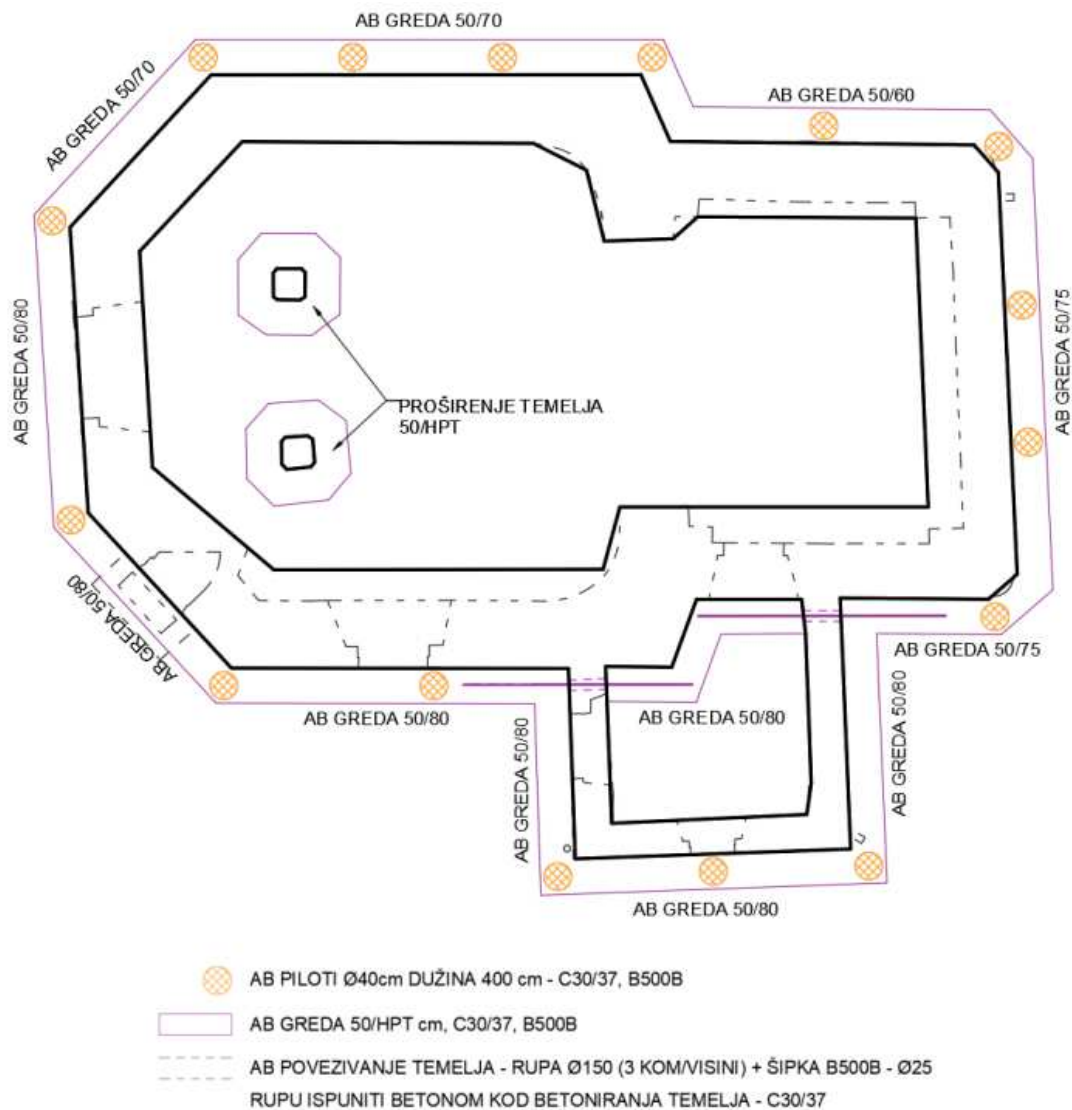 AB GREDA 50/70
AB GREDA 50/70
AB GREDA 50/60
AB GREDA 50/80
AB GREDA 50/75
PROŠIRENJE TEMELJA
50/HPT
AB GREDA 50/80
AB GREDA 50/75
AB GREDA 50/80
AB GREDA 50/80
AB GREDA 50/80
AB GREDA 50/80
AB GREDA 50/80
AB PILOTI Ø40cm DUŽINA 400 cm - C30/37, B500B
AB GREDA 50/HPT cm, C30/37, B500B
AB POVEZIVANJE TEMELJA - RUPA Ø150 (3 KOM/VISINI) + ŠIPKA B500B - Ø25
RUPU ISPUNITI BETONOM KOD BETONIRANJA TEMELJA - C30/37